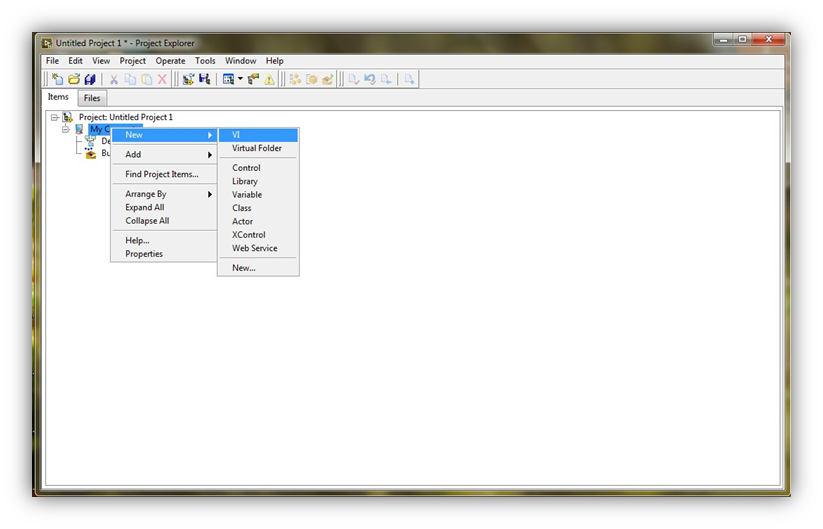 Untitled Project 1 * - Project Explorer
File Edit View Project Operate Tools Window Help
Items Files
Project: Untitled Project 1
My C
De
Bu
New
Add
Find Project Items...
Arrange By
Expand All
Collapse All
Help...
Properties
VI
Virtual Folder
Control
Library
Variable
Class
Actor
XControl
Web Service
New...